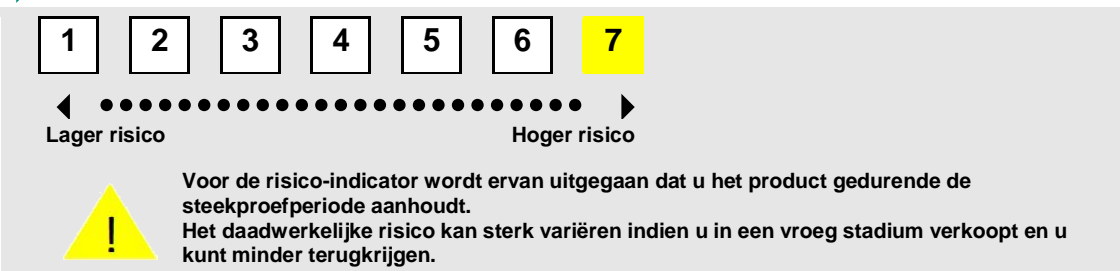 1 2 3 4 5 6 7
Lager risico Hoger risico
! Voor de risico-indicator wordt ervan uitgegaan dat u het product gedurende de
steekproefperiode aanhoudt.
Het daadwerkelijke risico kan sterk variëren indien u in een vroeg stadium verkoopt en u
kunt minder terugkrijgen.